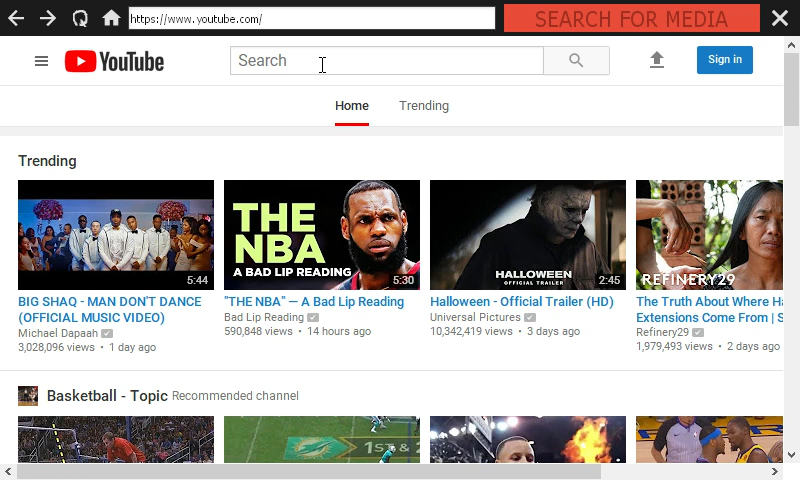 https://www.youtube.com/
SEARCH FOR MEDIA
YouTube
Search
Sign in
Home
Trending
Trending
THE
NBA
A BAD LIP READING
HALLOWEEN
OFFICIAL TRAILER
REFINERY29
5:44
5:30
2:45
BIG SHAQ - MAN DON'T DANCE
(OFFICIAL MUSIC VIDEO)
Michael Dapaah
3,028,096 views • 1 day ago
"THE NBA" — A Bad Lip Reading
Bad Lip Reading
590,848 views • 14 hours ago
Halloween - Official Trailer (HD)
Universal Pictures
10,342,419 views • 3 days ago
The Truth About Where Ha
Extensions Come From | S
Refinery29
1,979,493 views • 2 days ago
Basketball - Topic Recommended channel
1ST &